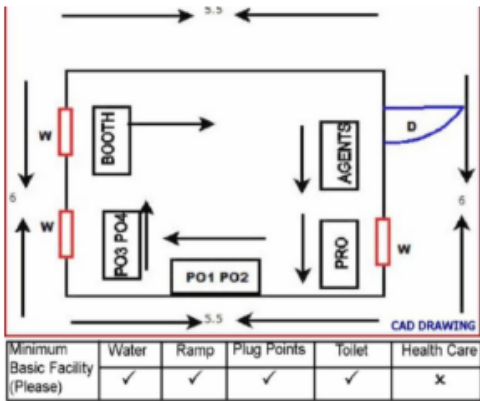 5.5
BOOTH
AGENTS
D
W
6
6
W
PO3 PO4
PO1 PO2
PRO
W
5.5
CAD DRAWING
Minimum Basic Facility (Please)
Water
Ramp
Plug Points
Toilet
Health Care
✓
✓
✓
✓
x